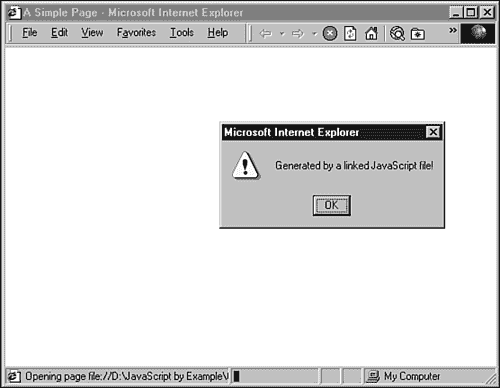 A Simple Page - Microsoft Internet Explorer
File Edit View Favorites Tools Help »
Microsoft Internet Explorer
Generated by a linked JavaScript file!
OK
Opening page file://D:\JavaScript by Example\ My Computer